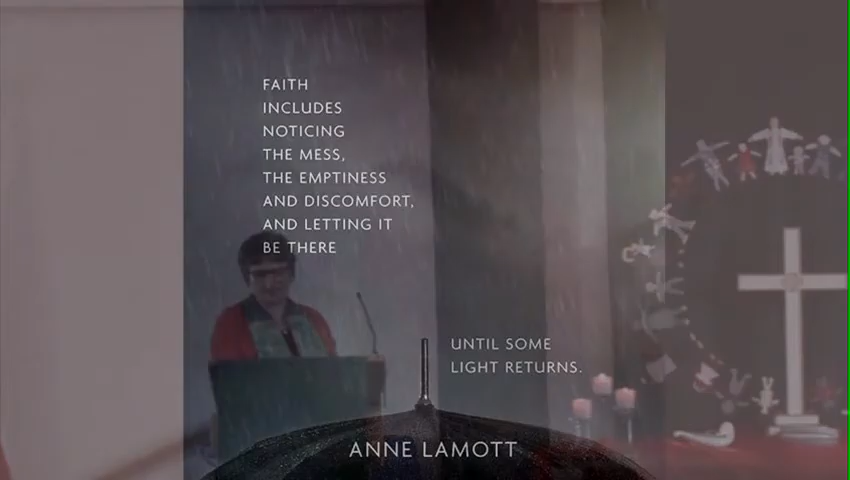 FAITH
INCLUDES
NOTICING
THE MESS,
THE EMPTINESS
AND DISCOMFORT,
AND LETTING IT
BE THERE
UNTIL SOME
LIGHT RETURNS.
ANNE LAMOTT